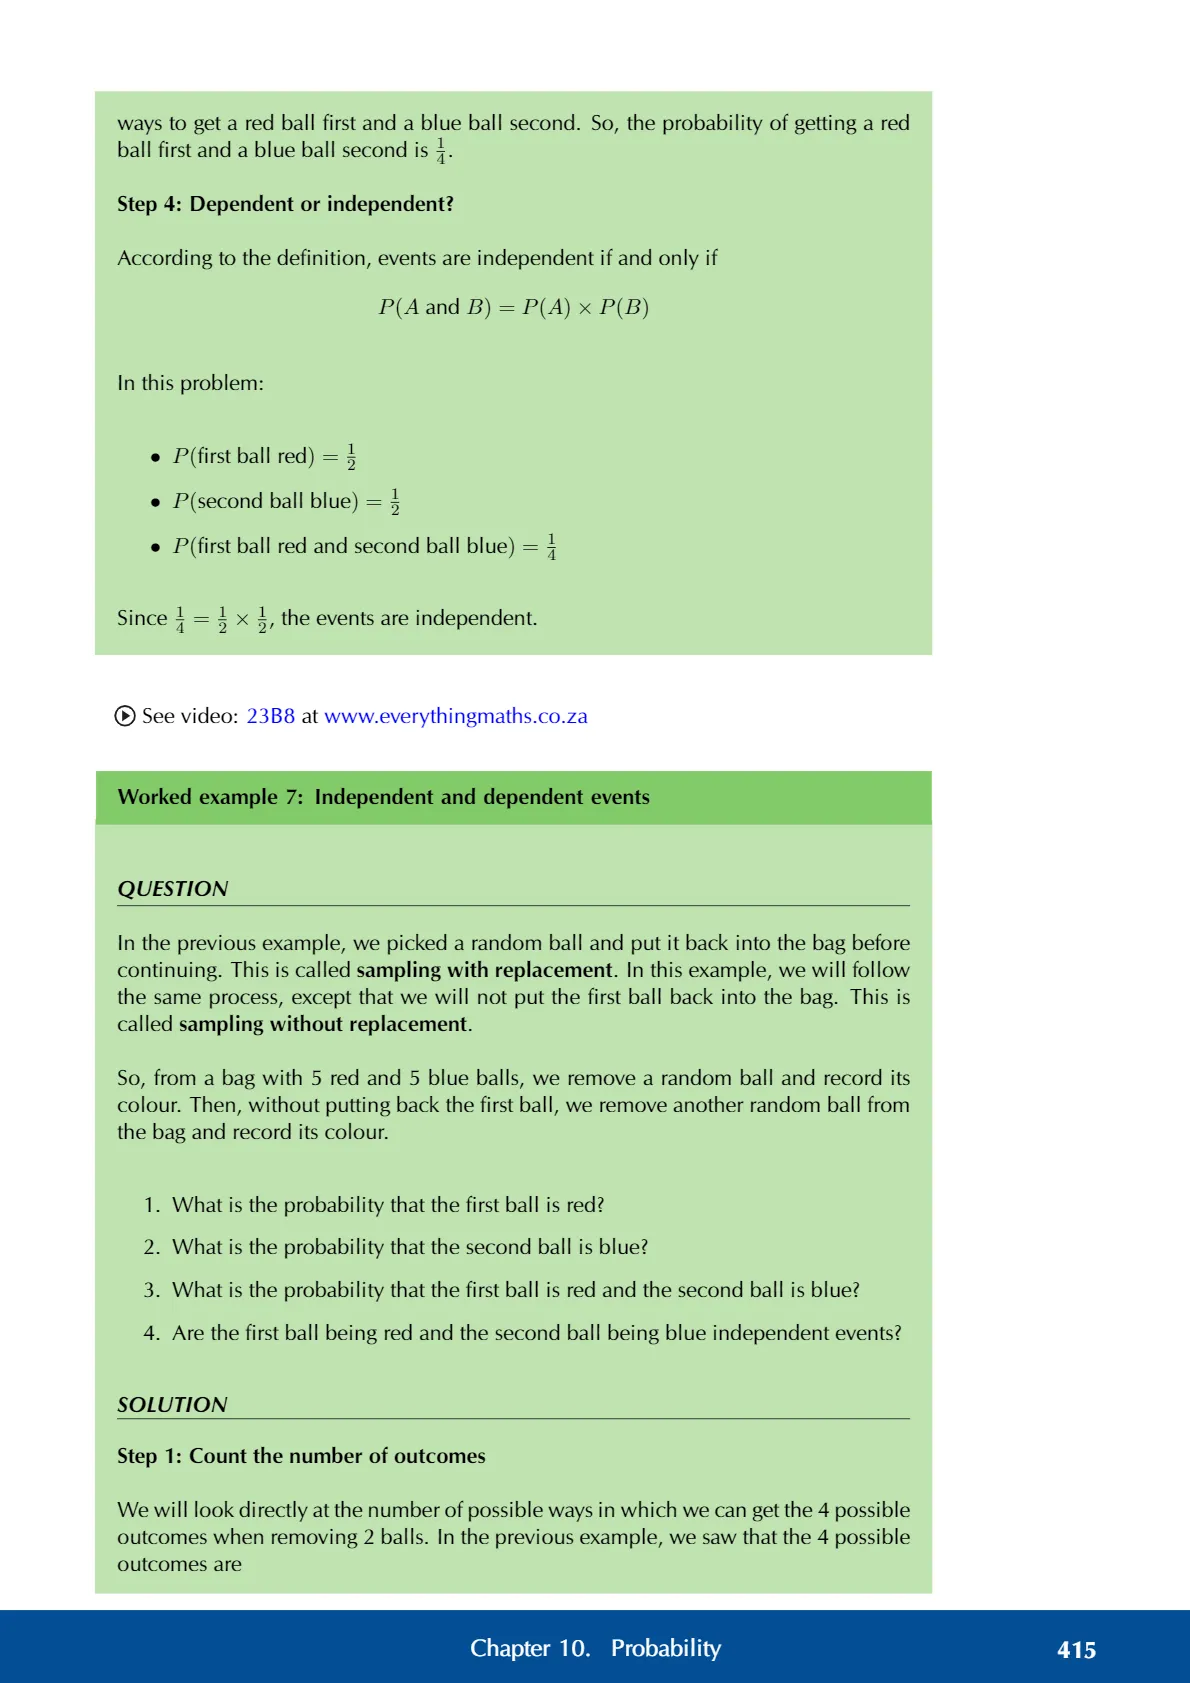 ways to get a red ball first and a blue ball second. So, the probability of getting a red
ball first and a blue ball second is 1/4.
Step 4: Dependent or independent?
According to the definition, events are independent if and only if
P(A and B) = P(A) × P(B)
In this problem:
• P(first ball red) = 1/2
• P(second ball blue) = 1/2
• P(first ball red and second ball blue) = 1/4
Since 1/4 = 1/2 × 1/2, the events are independent.
See video: 23B8 at www.everythingmaths.co.za
Worked example 7: Independent and dependent events
QUESTION
In the previous example, we picked a random ball and put it back into the bag before
continuing. This is called sampling with replacement. In this example, we will follow
the same process, except that we will not put the first ball back into the bag. This is
called sampling without replacement.
So, from a bag with 5 red and 5 blue balls, we remove a random ball and record its
colour. Then, without putting back the first ball, we remove another random ball from
the bag and record its colour.
1. What is the probability that the first ball is red?
2. What is the probability that the second ball is blue?
3. What is the probability that the first ball is red and the second ball is blue?
4. Are the first ball being red and the second ball being blue independent events?
SOLUTION
Step 1: Count the number of outcomes
We will look directly at the number of possible ways in which we can get the 4 possible
outcomes when removing 2 balls. In the previous example, we saw that the 4 possible
outcomes are
Chapter 10. Probability
415